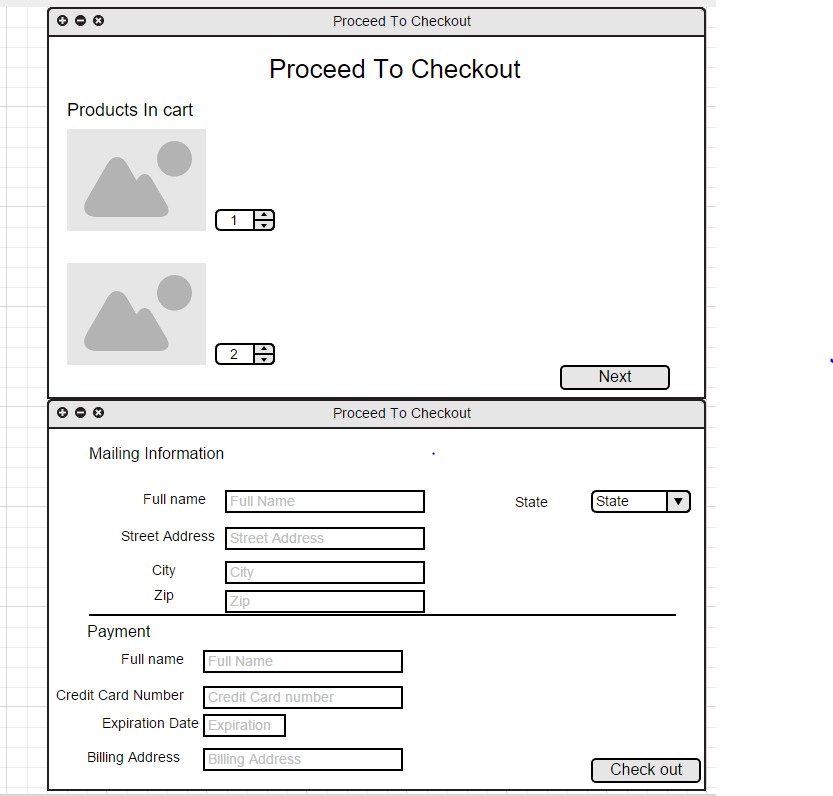 Proceed To Checkout
Proceed To Checkout
Products In cart
1
2
Next
Proceed To Checkout
Mailing Information
Full name Full Name State State
Street Address Street Address
City City
Zip Zip
Payment
Full name Full Name
Credit Card Number Credit Card number
Expiration Date Expiration
Billing Address Billing Address
Check out